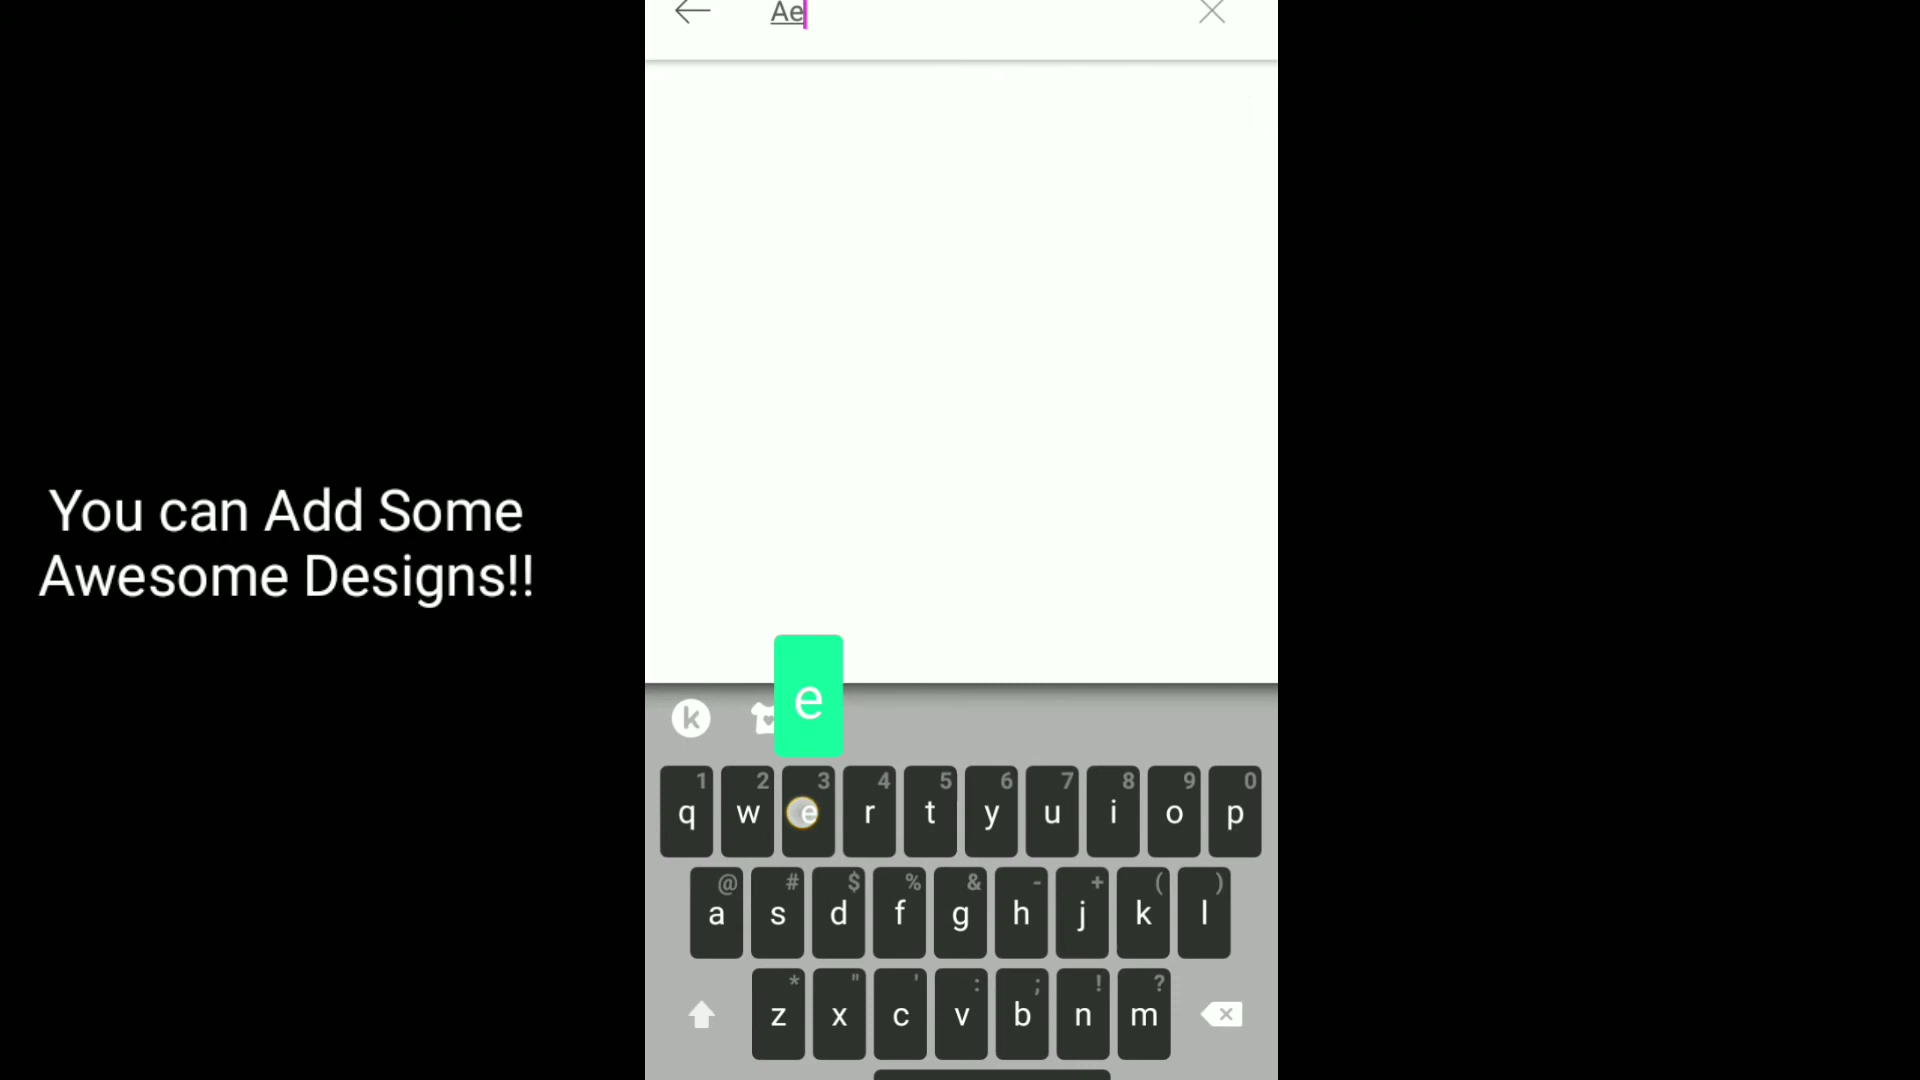 Ae
You can Add Some
Awesome Designs!!
e
k
1 2 3 4 5 6 7 8 9 0
q w e r t y u i o p
@ # $ % & - + ( )
a s d f g h j k l
* " ' : ; ! ?
z x c v b n m